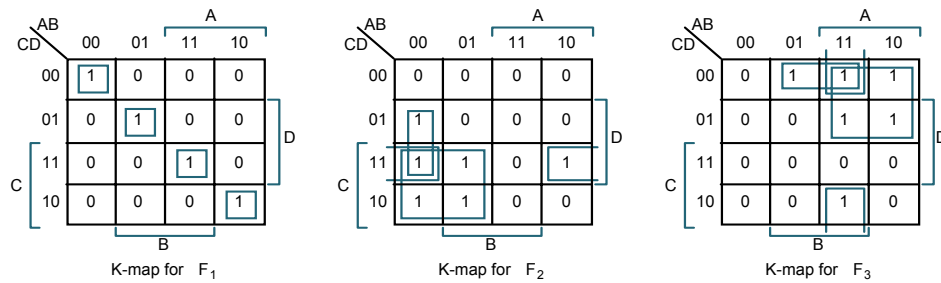 AB
CD
A
00 01 11 10
00 1 0 0 0
01 0 1 0 0
D
11 0 0 1 0
C
10 0 0 0 1
B
K-map for F1
AB
CD
A
00 01 11 10
00 0 0 0 0
01 1 0 0 0
D
11 1 1 0 1
C
10 1 1 0 0
B
K-map for F2
AB
CD
A
00 01 11 10
00 0 1 1 1
01 0 0 1 1
D
11 0 0 0 0
C
10 0 0 1 0
B
K-map for F3